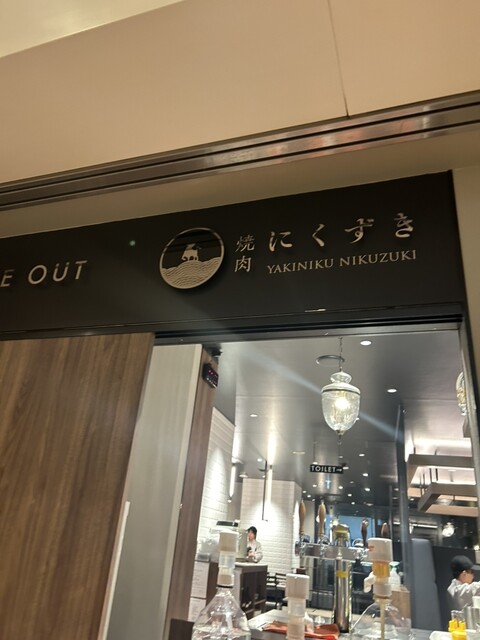 E OUT
焼肉
にくずき
YAKINIKU NIKUZUKI
TOILET